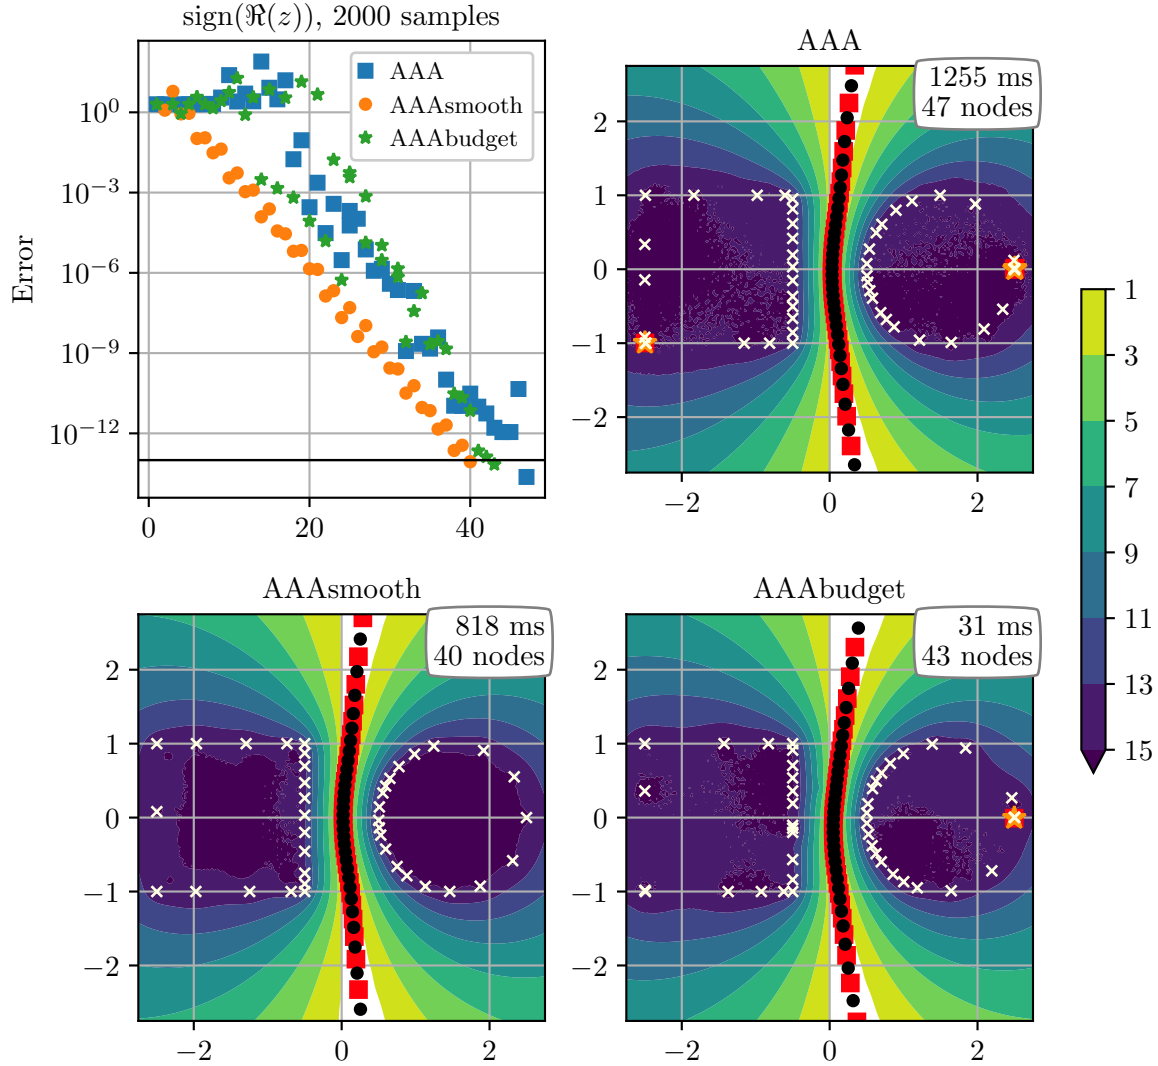 sign(ℜ(z)), 2000 samples
AAA
AAAsmooth
AAAbudget
Error
10^0
10^−3
10^−6
10^−9
10^−12
0 20 40
AAA
1255 ms
47 nodes
2
1
0
−1
−2
−2 0 2
1
3
5
7
9
11
13
15
AAAsmooth
818 ms
40 nodes
2
1
0
−1
−2
−2 0 2
AAAbudget
31 ms
43 nodes
2
1
0
−1
−2
−2 0 2